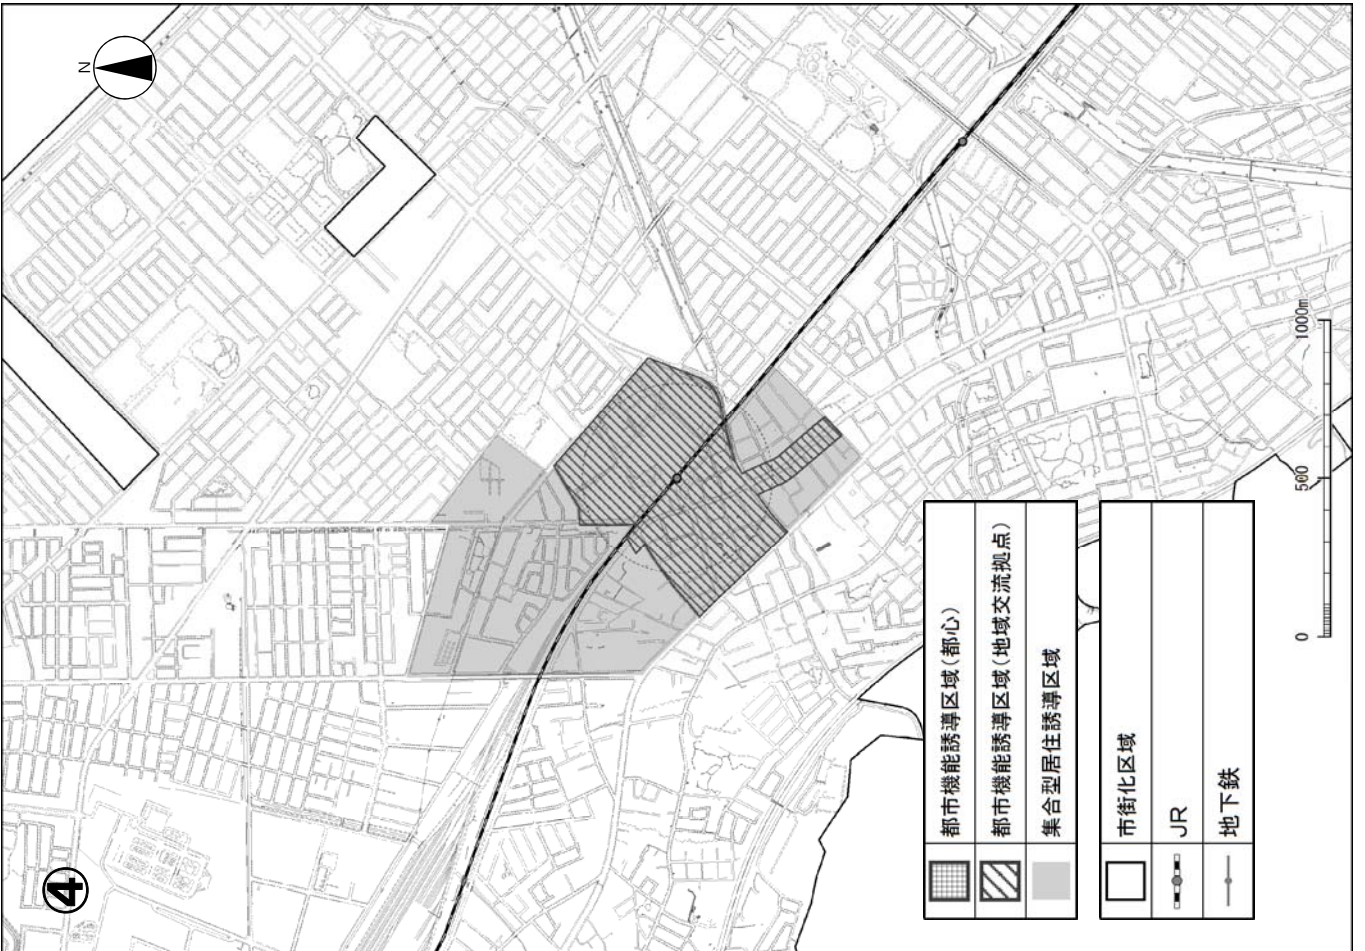 ④
N
都市機能誘導区域（都心）
都市機能誘導区域（地域交流拠点）
集合型居住誘導区域
市街化区域
JR
地下鉄
0 500 1000m